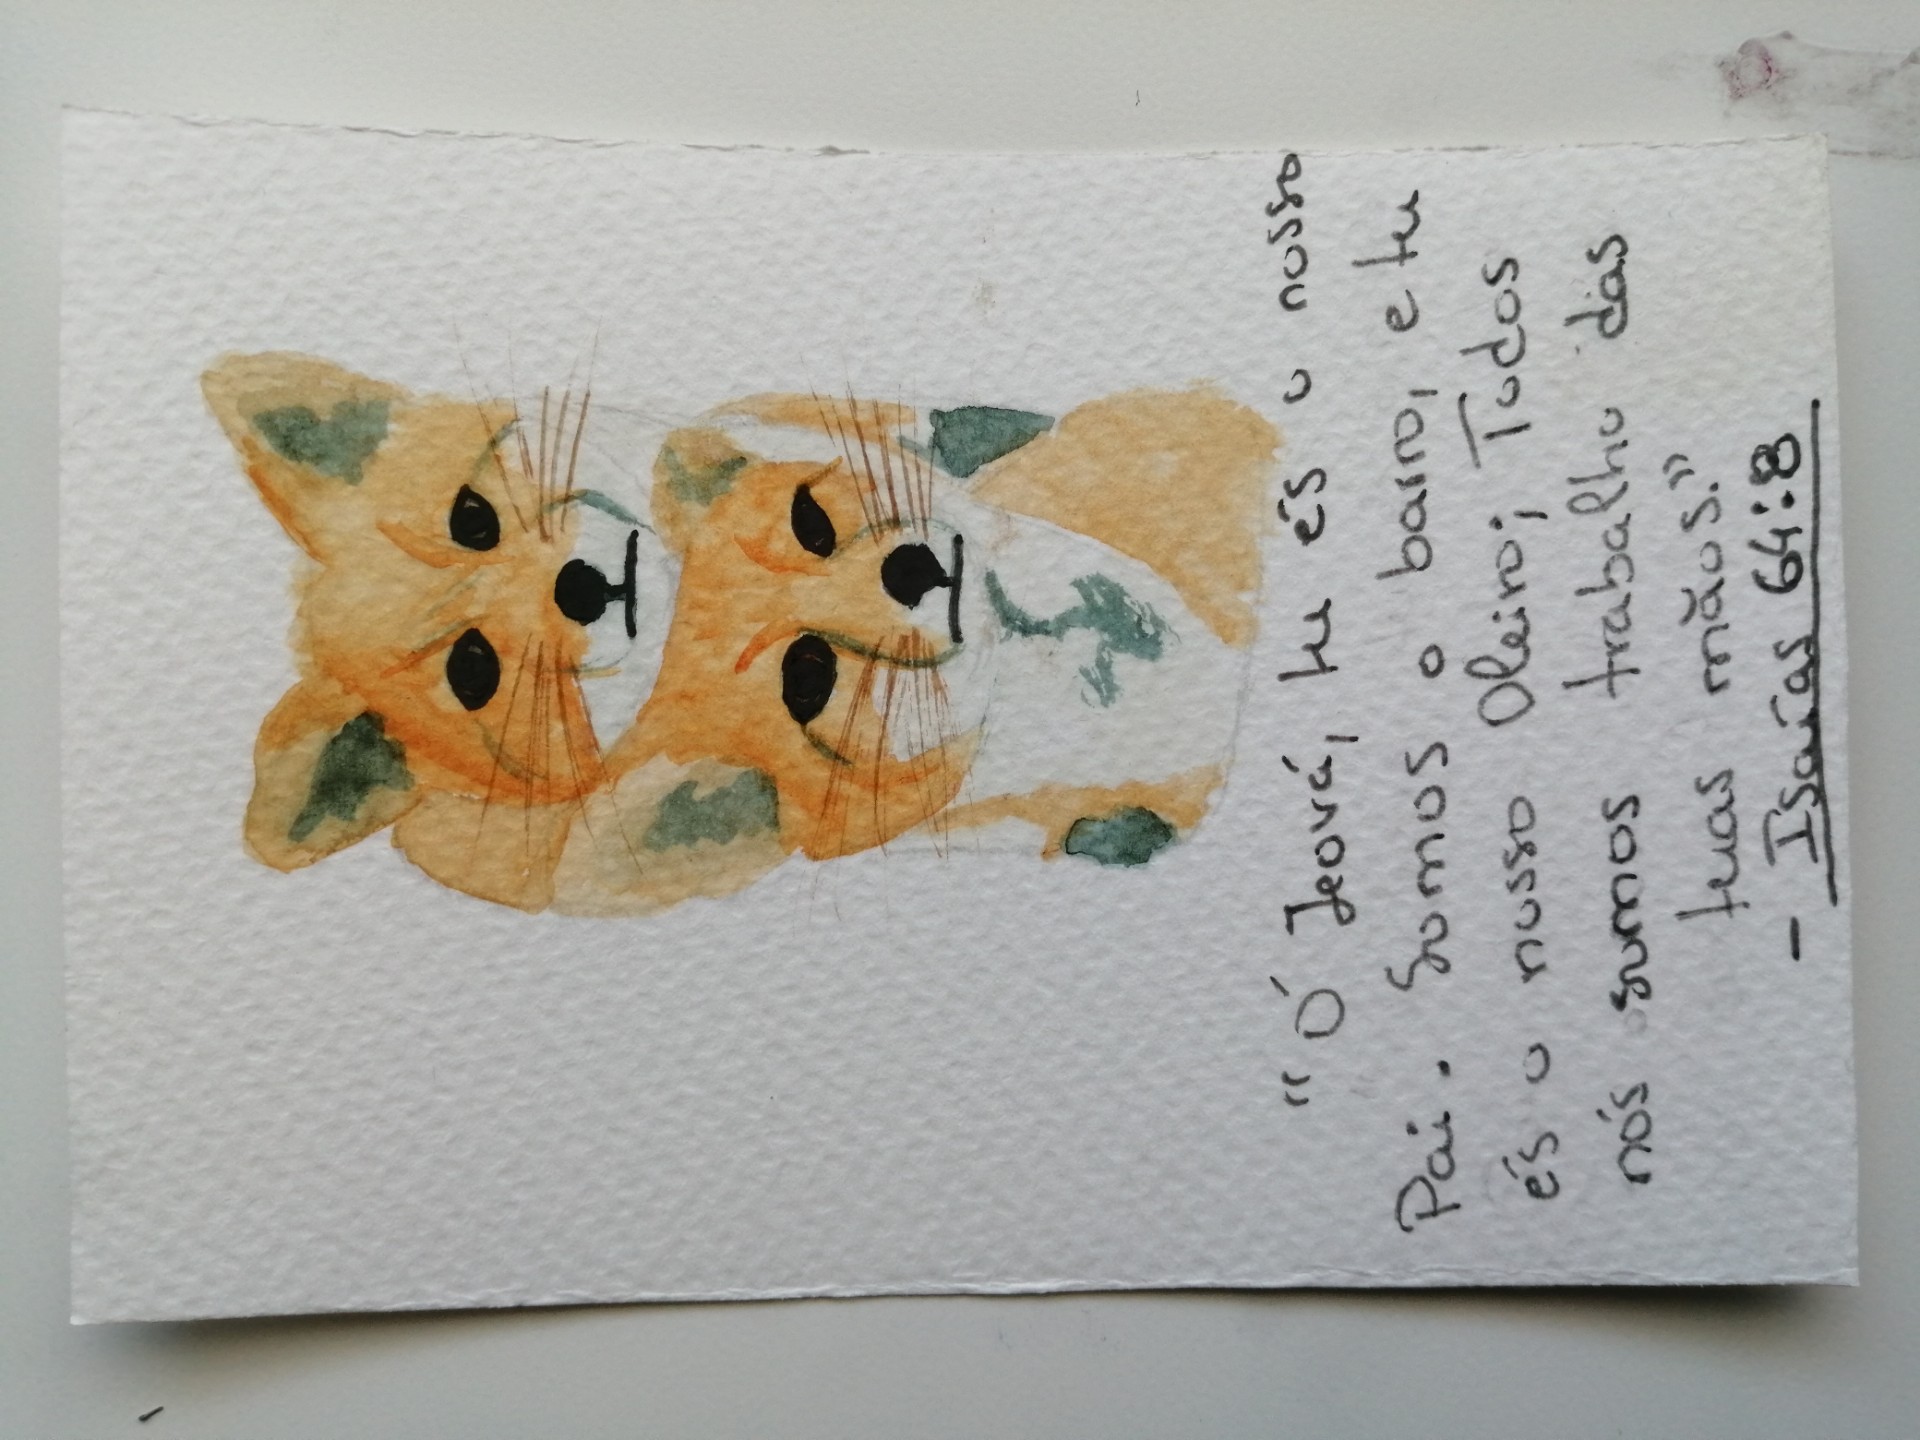 "Ó Jeová, tu és o nosso
Pai. Somos o barro, e tu
és o nosso Oleiro; Todos
nós somos trabalho das
tuas mãos."
- Isaías 64:8